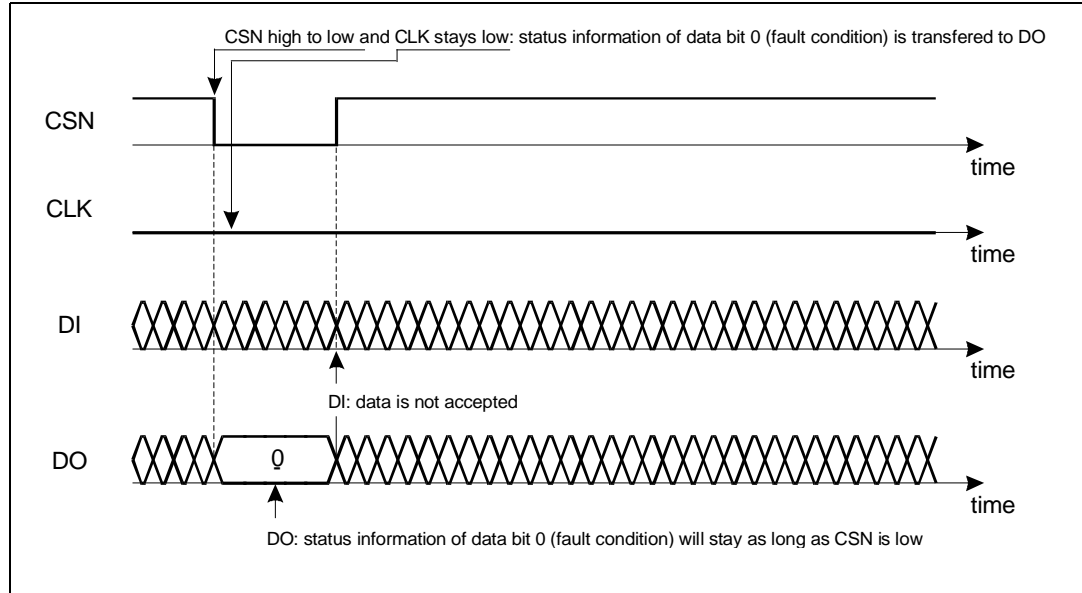 CSN high to low and CLK stays low: status information of data bit 0 (fault condition) is transfered to DO
CSN
time
CLK
time
DI
time
DI: data is not accepted
DO
0
time
DO: status information of data bit 0 (fault condition) will stay as long as CSN is low